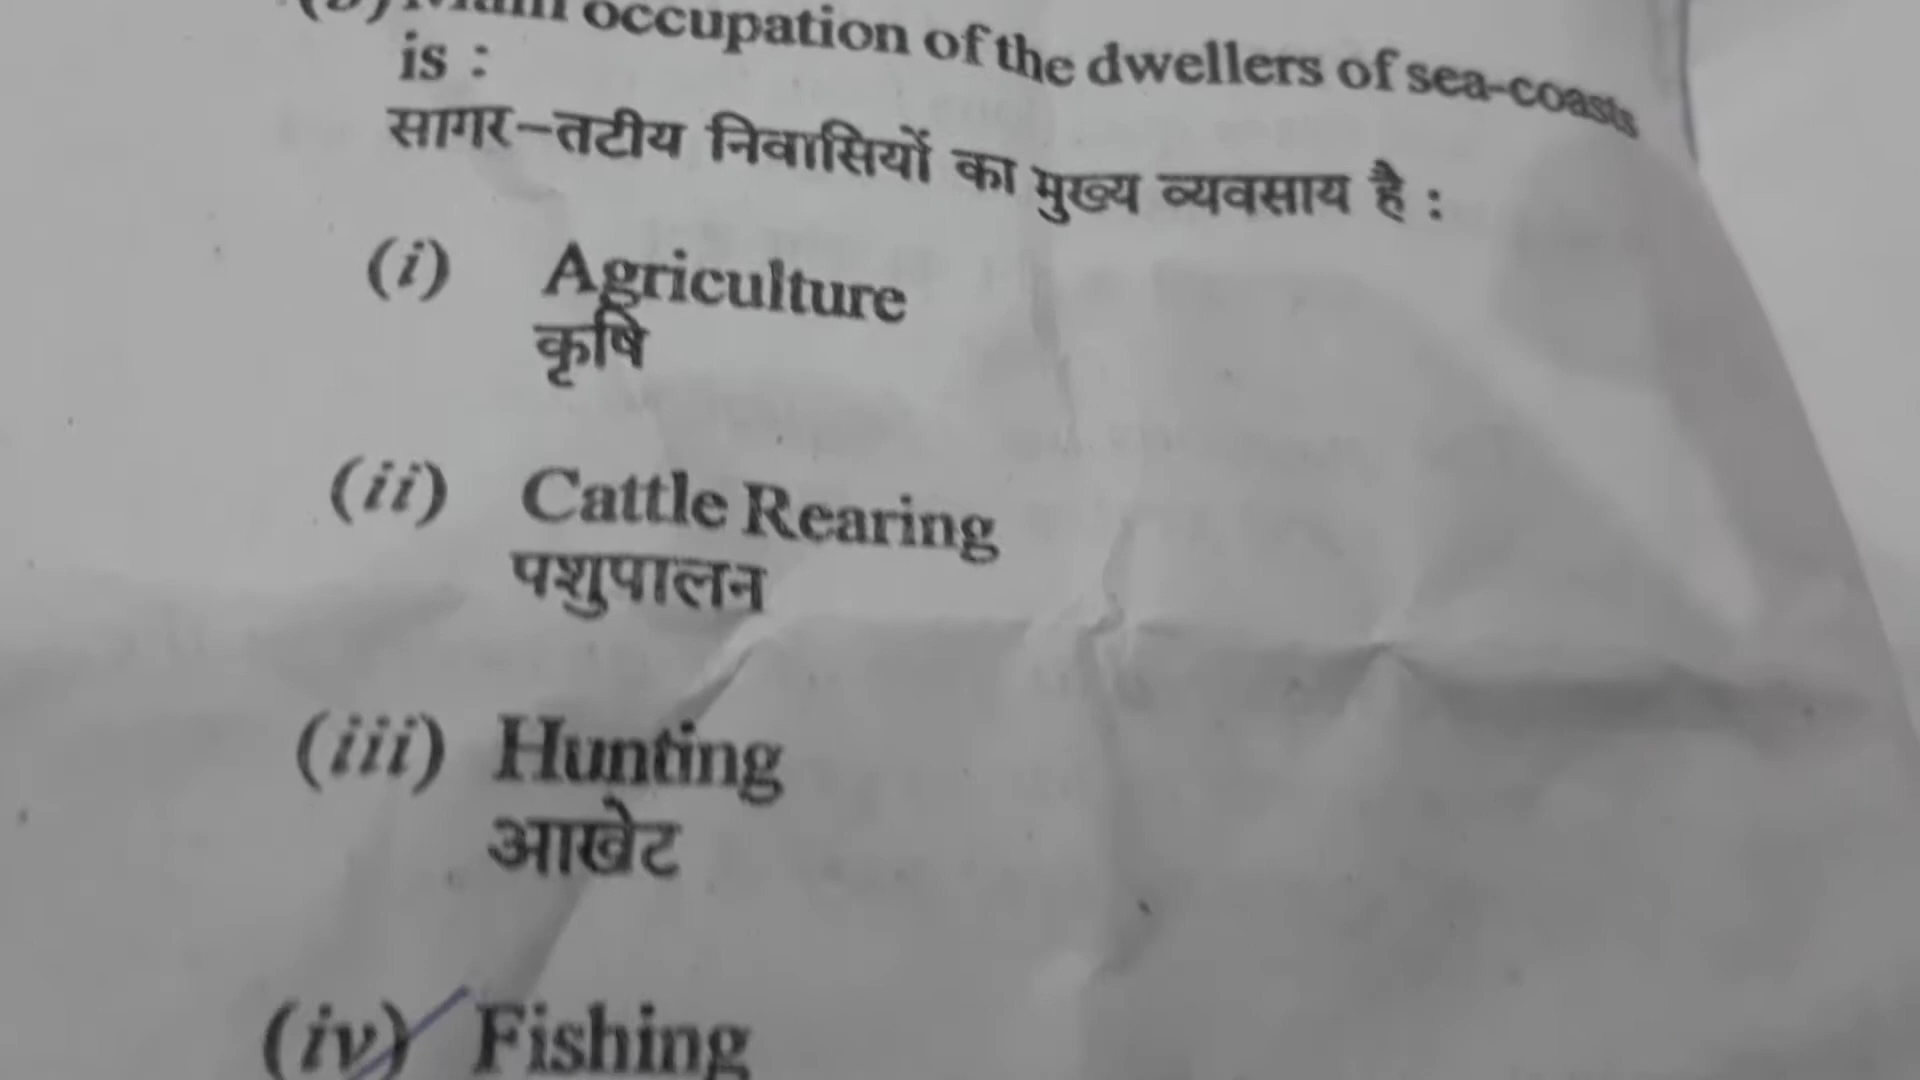 (b) Main occupation of the dwellers of sea-coasts
is :
सागर-तटीय निवासियों का मुख्य व्यवसाय है :
(i) Agriculture
कृषि
(ii) Cattle Rearing
पशुपालन
(iii) Hunting
आखेट
(iv) Fishing